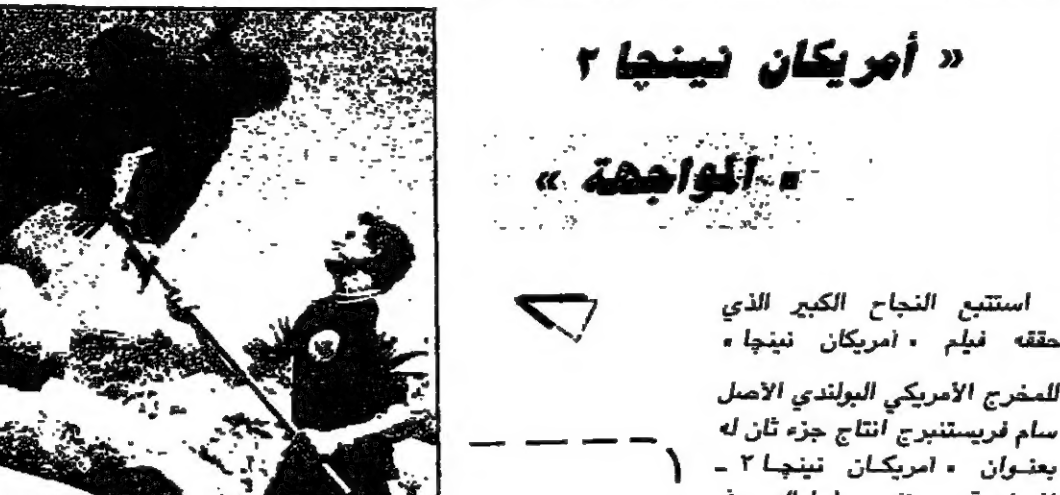 « أمريكان نينجا ٢
" المواجهة »
استتبع النجاح الكبير الذي
حققه فيلم " امريكان نينجا "
للمخرج الأمريكي البولندي الأصل
سام فريستنبرج انتاج جزء ثان له
بعنوان " امريكان نينجا ٢ -